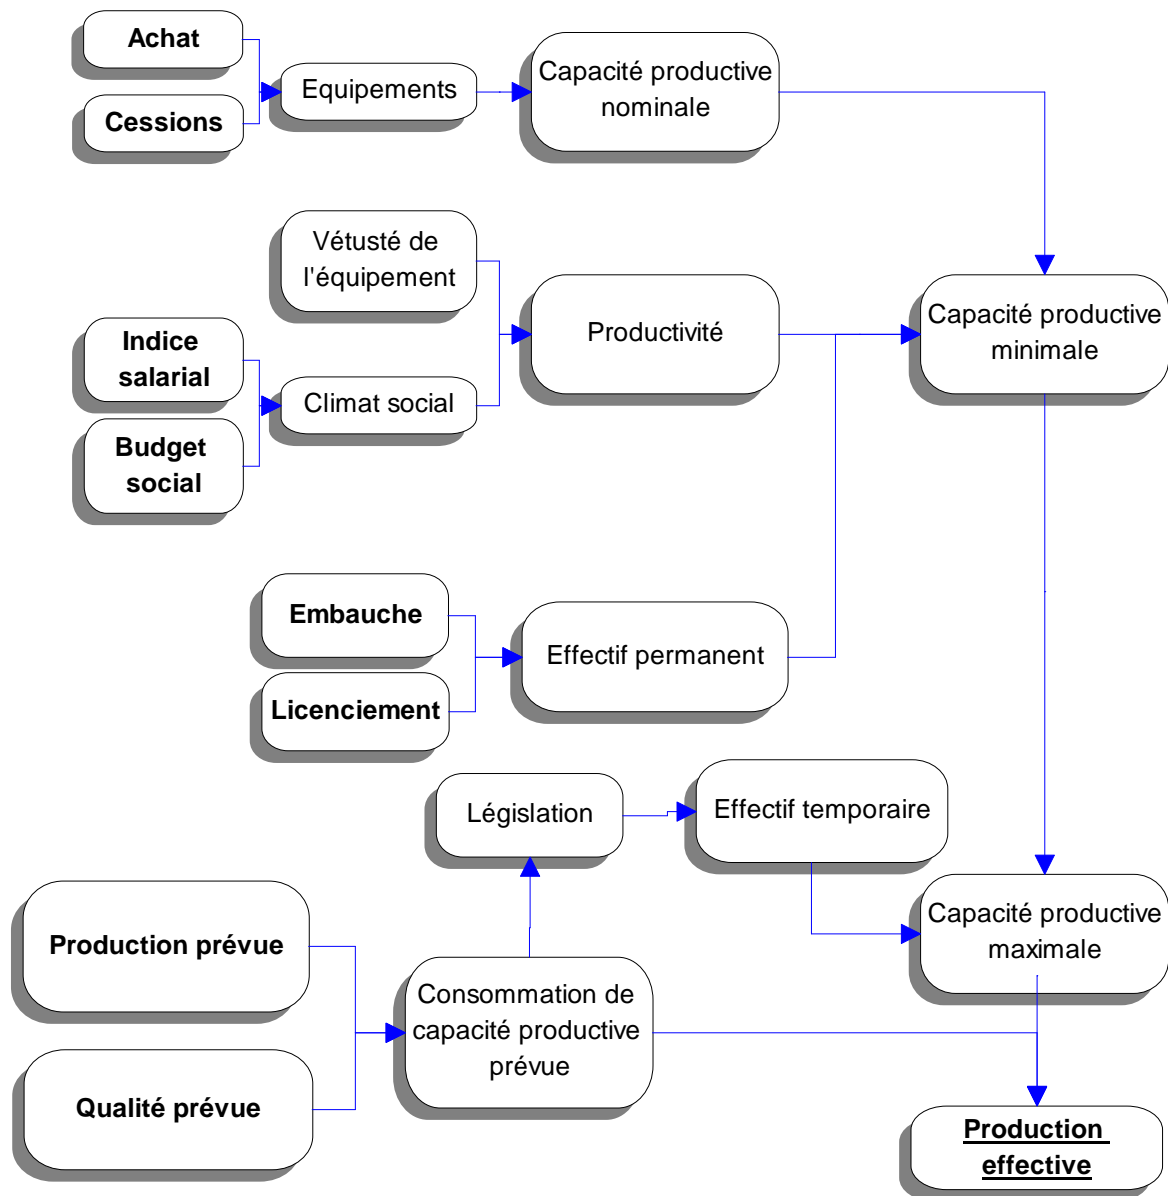 Achat
Cessions
Equipements
Capacité productive
nominale
Vétusté de
l'équipement
Indice
salarial
Budget
social
Climat social
Productivité
Capacité productive
minimale
Embauche
Licenciement
Effectif permanent
Législation
Effectif temporaire
Production prévue
Qualité prévue
Consommation de
capacité productive
prévue
Capacité productive
maximale
Production
effective